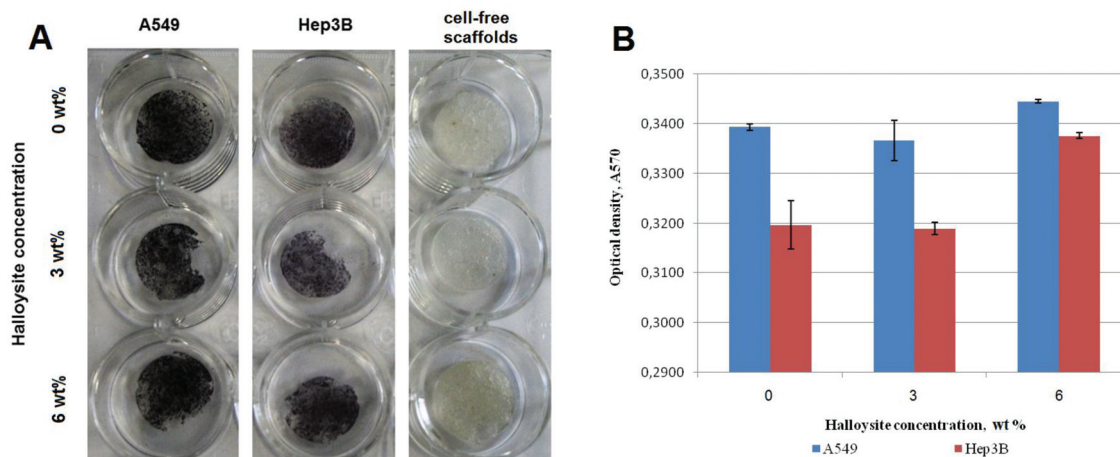 A
A549
Hep3B
cell-free
scaffolds
Halloysite concentration
0 wt%
3 wt%
6 wt%
B
Optical density, A570
0,3500
0,3400
0,3300
0,3200
0,3100
0,3000
0,2900
0
3
6
Halloysite concentration, wt %
A549
Hep3B